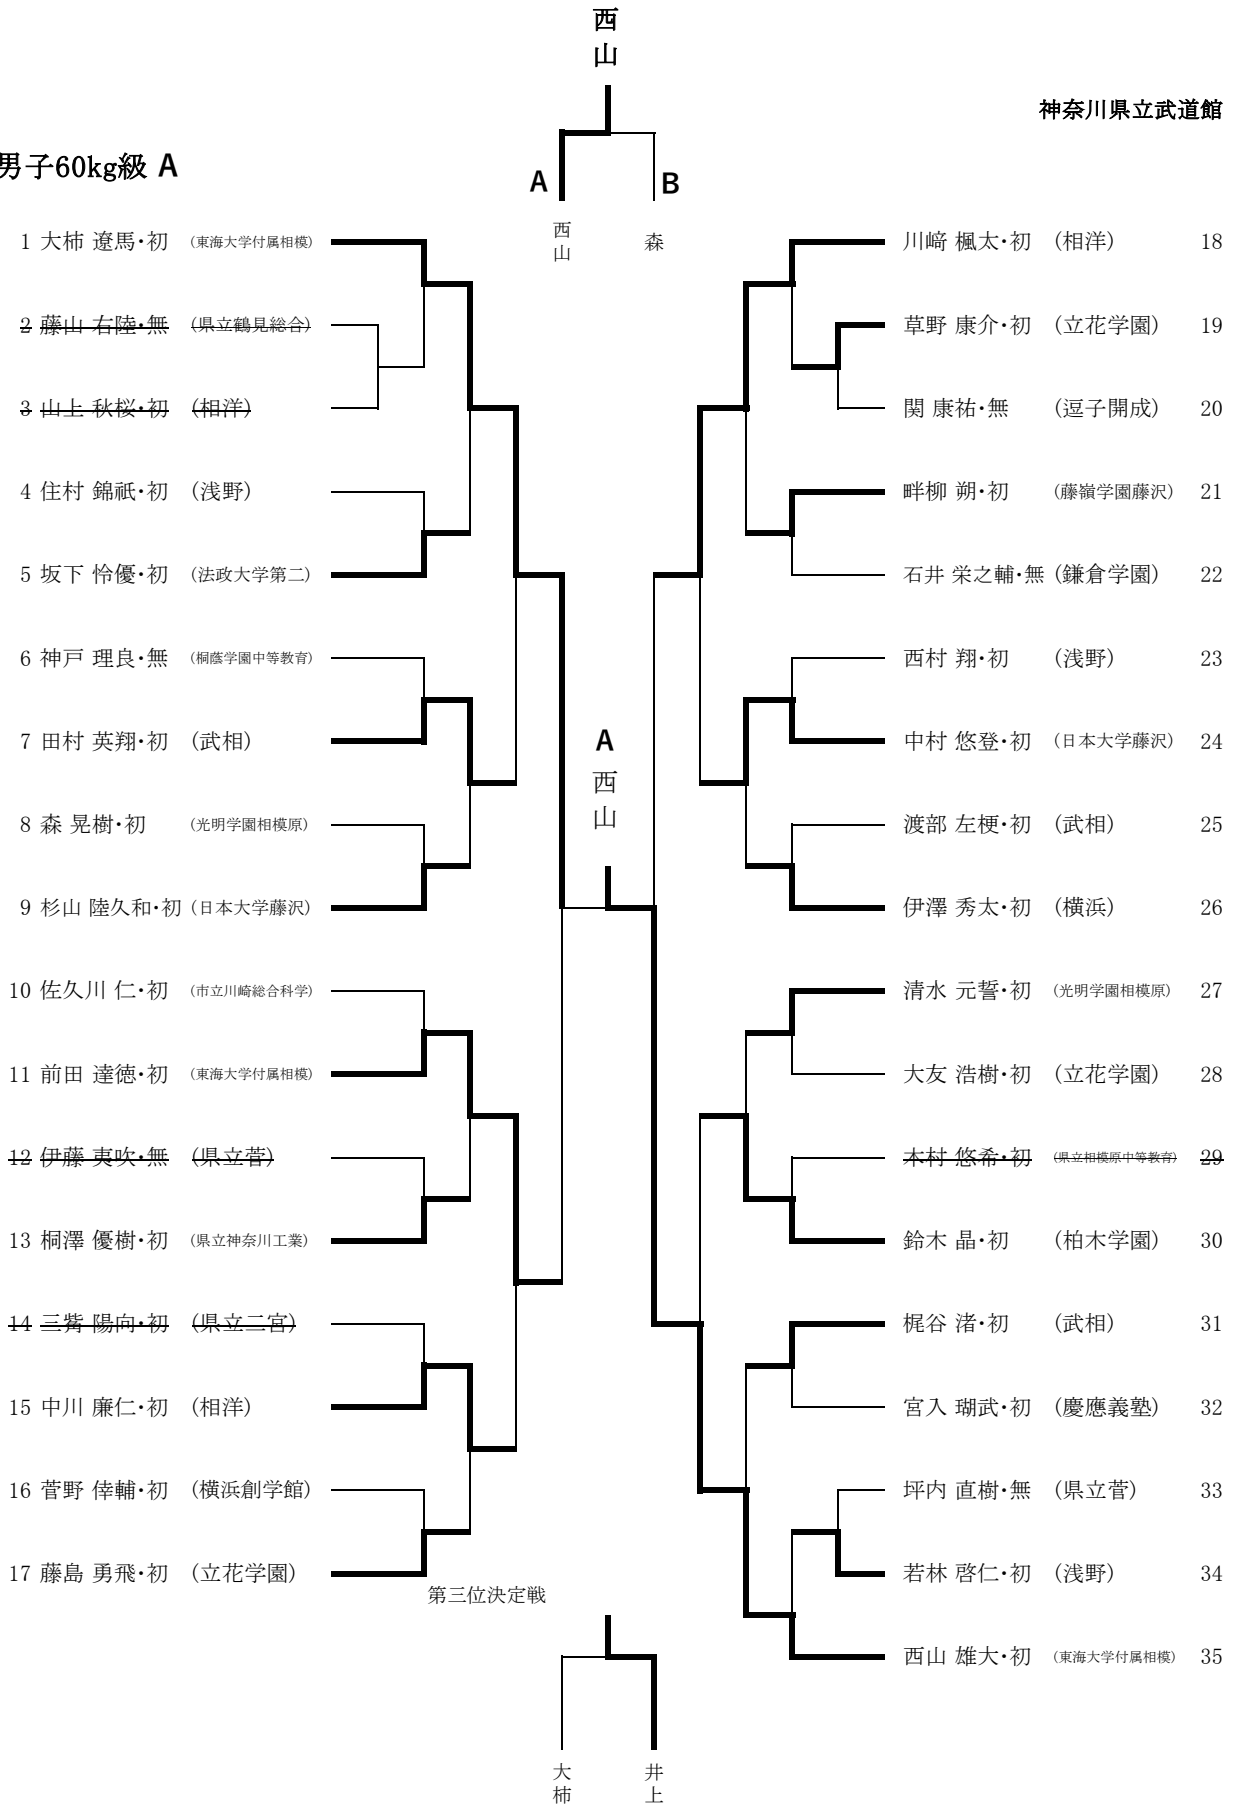 西山
神奈川県立武道館
男子60kg級 A
A
B
西山
森
1 大柿 遼馬・初 (東海大学付属相模)
2 藤山 右陸・無 (県立鶴見総合)
3 山上 秋桜・初 (相洋)
4 住村 錦祇・初 (浅野)
5 坂下 怜優・初 (法政大学第二)
6 神戸 理良・無 (桐蔭学園中等教育)
7 田村 英翔・初 (武相)
8 森 晃樹・初 (光明学園相模原)
9 杉山 陸久和・初 (日本大学藤沢)
10 佐久川 仁・初 (市立川崎総合科学)
11 前田 達徳・初 (東海大学付属相模)
12 伊藤 夷吹・無 (県立菅)
13 桐澤 優樹・初 (県立神奈川工業)
14 三觜 陽向・初 (県立二宮)
15 中川 廉仁・初 (相洋)
16 菅野 倖輔・初 (横浜創学館)
17 藤島 勇飛・初 (立花学園)
A
西山
川﨑 楓太・初 (相洋) 18
草野 康介・初 (立花学園) 19
関 康祐・無 (逗子開成) 20
畔柳 朔・初 (藤嶺学園藤沢) 21
石井 栄之輔・無 (鎌倉学園) 22
西村 翔・初 (浅野) 23
中村 悠登・初 (日本大学藤沢) 24
渡部 左梗・初 (武相) 25
伊澤 秀太・初 (横浜) 26
清水 元誓・初 (光明学園相模原) 27
大友 浩樹・初 (立花学園) 28
木村 悠希・初 (県立相模原中等教育) 29
鈴木 晶・初 (柏木学園) 30
梶谷 渚・初 (武相) 31
宮入 瑚武・初 (慶應義塾) 32
坪内 直樹・無 (県立菅) 33
若林 啓仁・初 (浅野) 34
西山 雄大・初 (東海大学付属相模) 35
第三位決定戦
大柿
井上